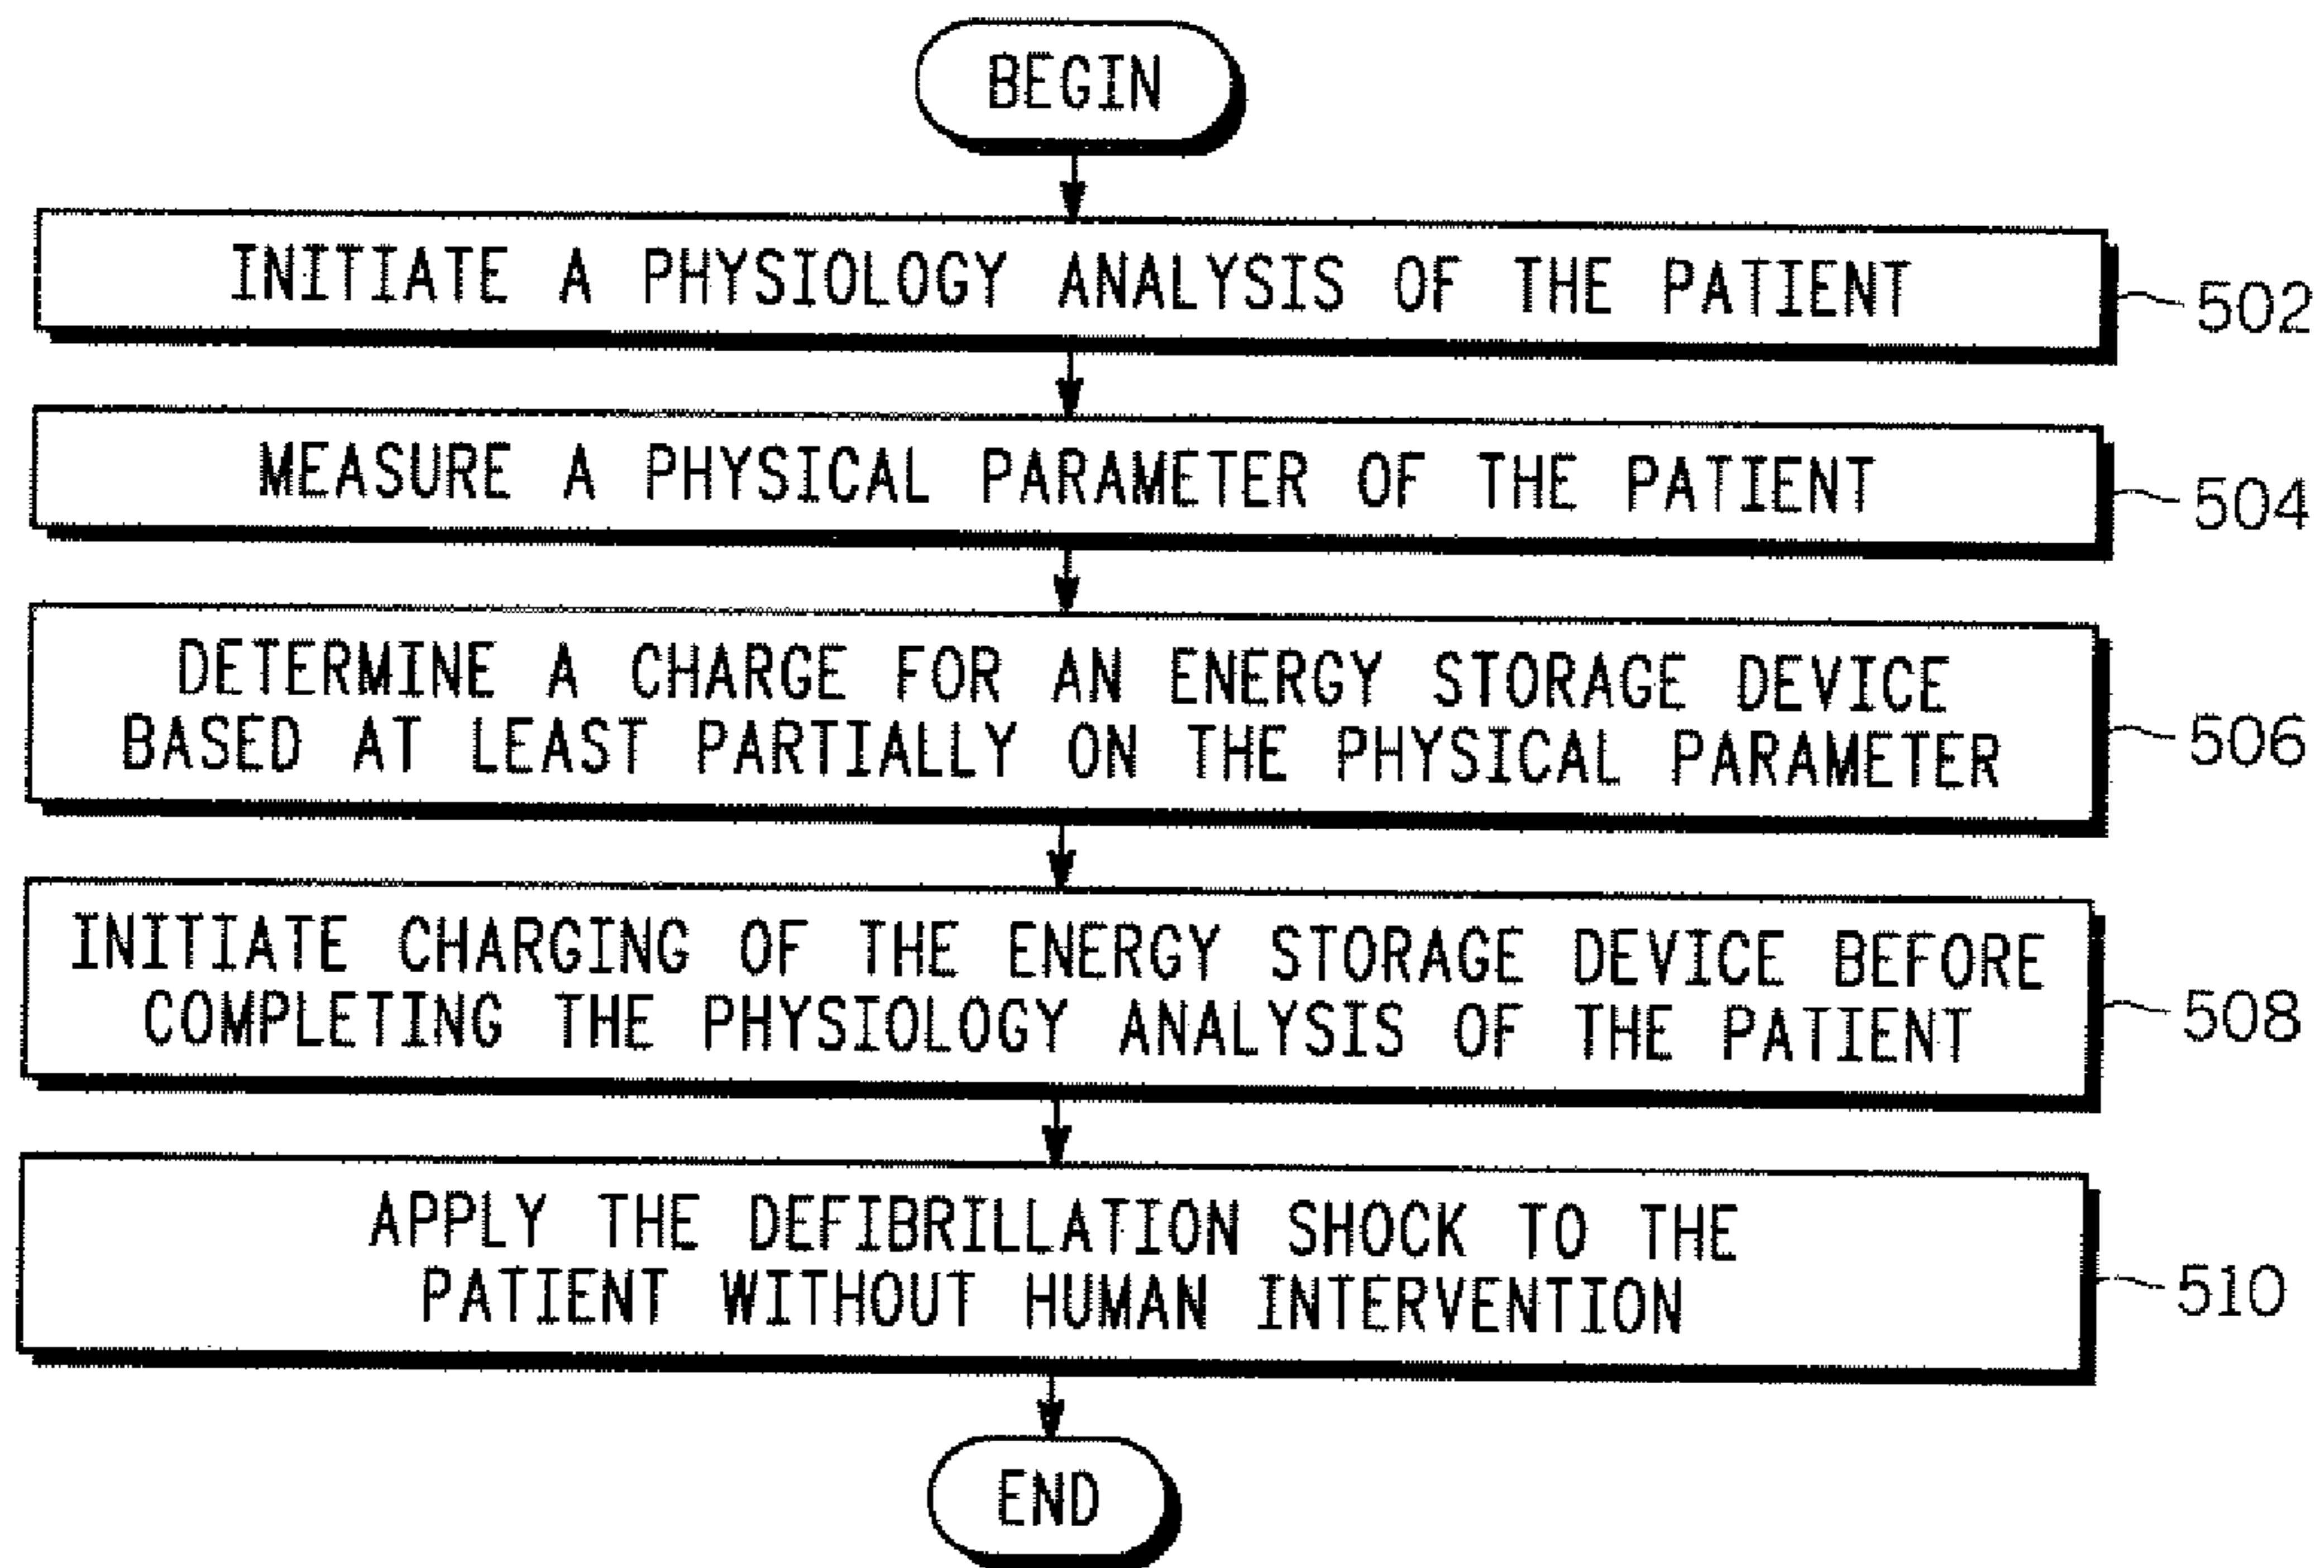 BEGIN
INITIATE A PHYSIOLOGY ANALYSIS OF THE PATIENT
502
MEASURE A PHYSICAL PARAMETER OF THE PATIENT
504
DETERMINE A CHARGE FOR AN ENERGY STORAGE DEVICE
BASED AT LEAST PARTIALLY ON THE PHYSICAL PARAMETER
506
INITIATE CHARGING OF THE ENERGY STORAGE DEVICE BEFORE
COMPLETING THE PHYSIOLOGY ANALYSIS OF THE PATIENT
508
APPLY THE DEFIBRILLATION SHOCK TO THE
PATIENT WITHOUT HUMAN INTERVENTION
510
END